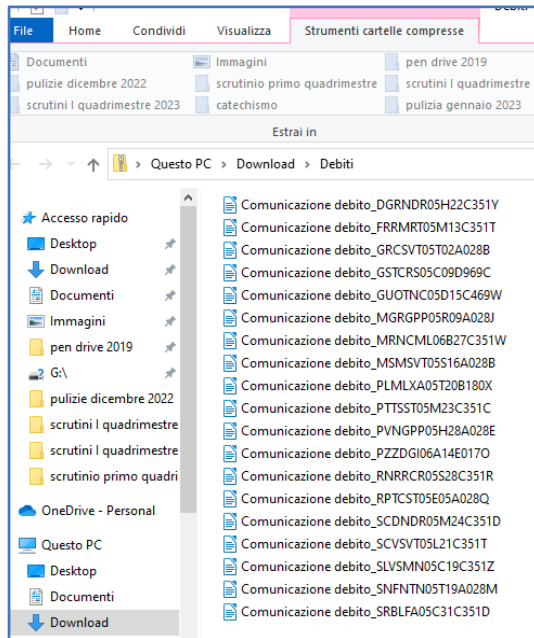 File Home Condividi Visualizza Strumenti cartelle compresse
Documenti Immagini pen drive 2019
pulizie dicembre 2022 scrutinio primo quadrimestre scrutini I quadrimestre
scrutini I quadrimestre 2023 catechismo pulizia gennaio 2023
Estrai in
Questo PC > Download > Debiti
Accesso rapido
Desktop
Download
Documenti
Immagini
pen drive 2019
G:\
pulizie dicembre 2022
scrutini I quadrimestre
scrutini I quadrimestre
scrutinio primo quadri
OneDrive - Personal
Questo PC
Desktop
Documenti
Download
Comunicazione debito_DGRNDR05H22C351Y
Comunicazione debito_FRRMRT05M13C351T
Comunicazione debito_GRCSVT05T02A028B
Comunicazione debito_GSTCRS05C09D969C
Comunicazione debito_GUOTNC05D15C469W
Comunicazione debito_MGRGPP05R09A028J
Comunicazione debito_MRNCML06B27C351W
Comunicazione debito_MSMSVT05S16A028B
Comunicazione debito_PLMLXA05T20B180X
Comunicazione debito_PTTSST05M23C351C
Comunicazione debito_PVNGPP05H28A028E
Comunicazione debito_PZZDGI06A14E017O
Comunicazione debito_RNRRCR05S28C351R
Comunicazione debito_RPTCST05E05A028Q
Comunicazione debito_SCDNDR05M24C351D
Comunicazione debito_SCVSVT05L21C351T
Comunicazione debito_SLVSMN05C19C351Z
Comunicazione debito_SNFNTN05T19A028M
Comunicazione debito_SRBLFA05C31C351D